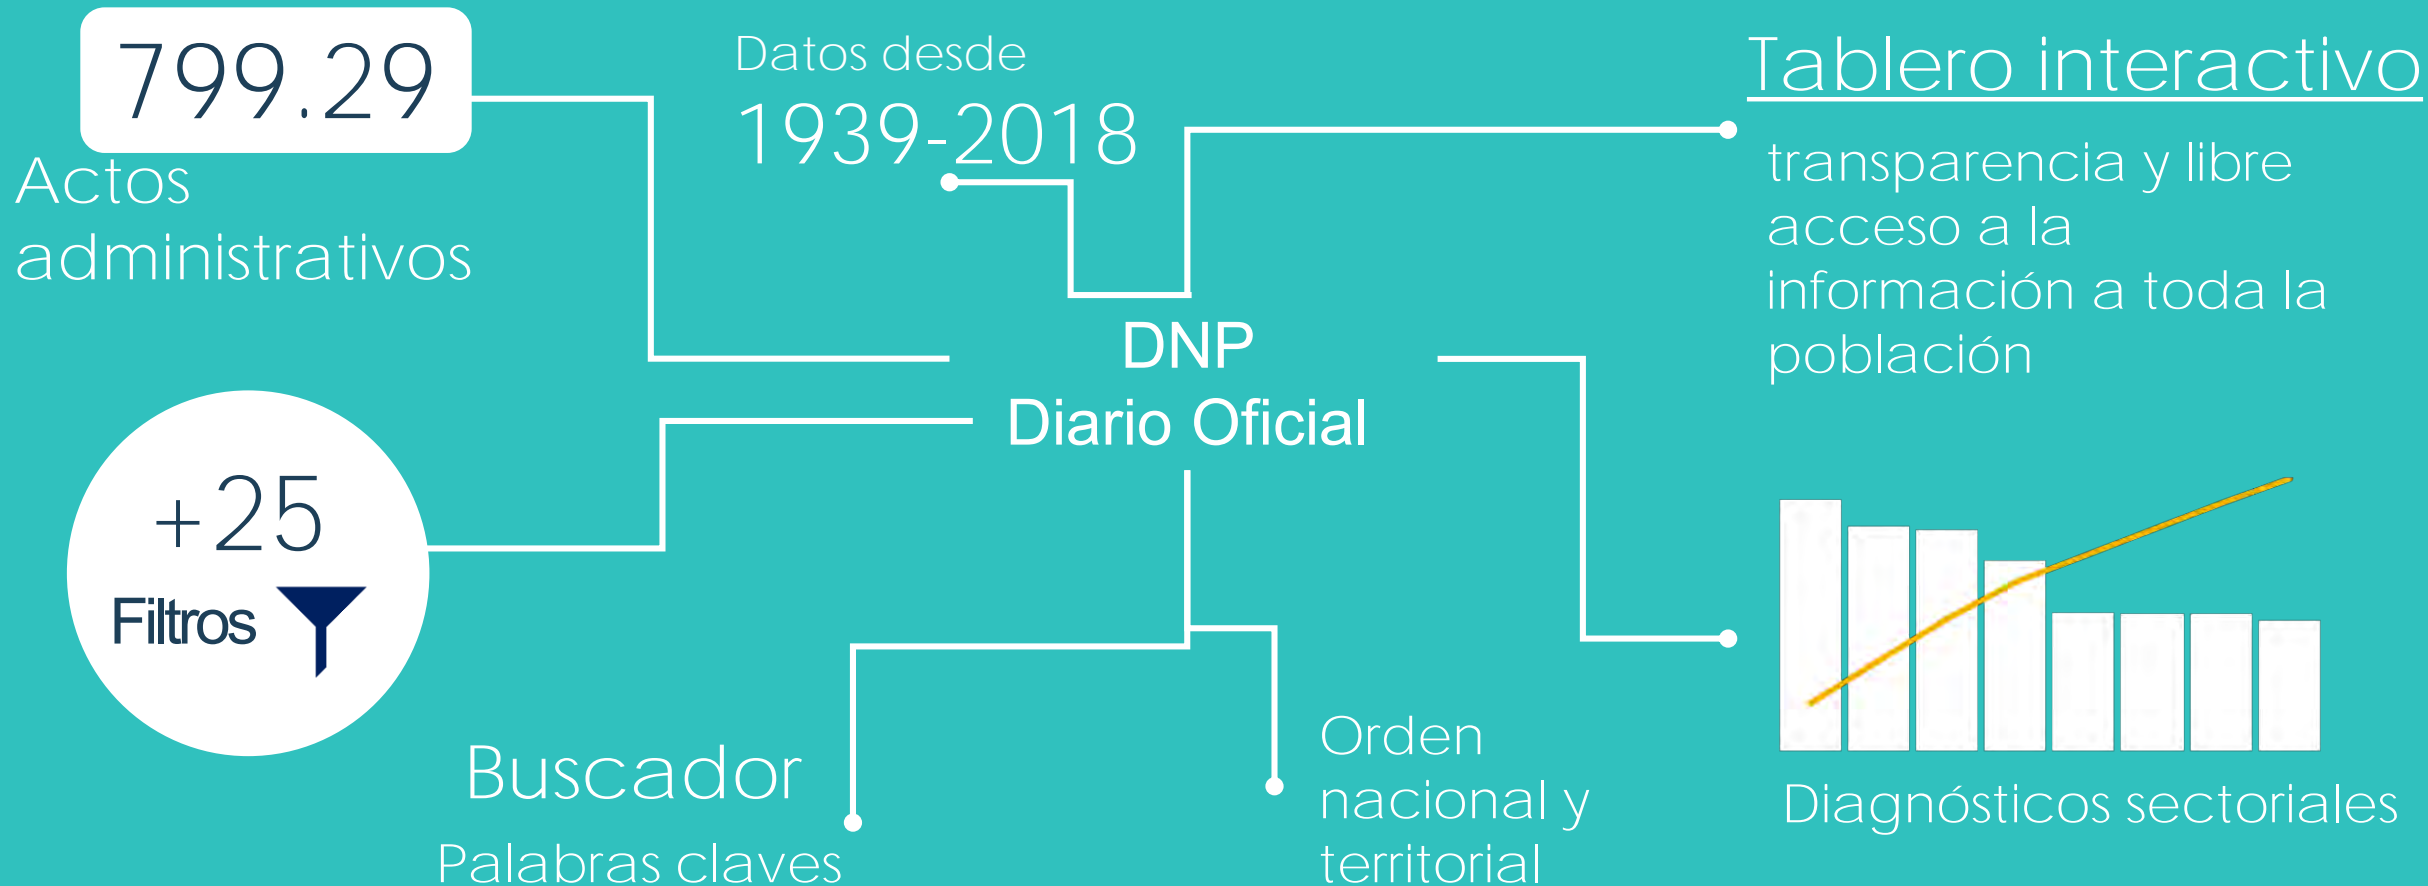 799.29
Actos
administrativos
Datos desde
1939-2018
Tablero interactivo
transparencia y libre
acceso a la
información a toda la
población
DNP
Diario Oficial
+25
Filtros
Buscador
Palabras claves
Orden
nacional y
territorial
Diagnósticos sectoriales